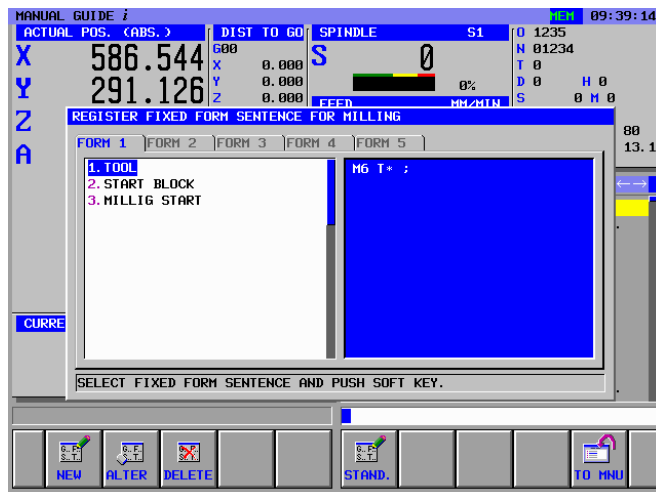 MANUAL GUIDE i MEM 09:39:14
ACTUAL POS. (ABS.) DIST TO GO SPINDLE S1 O 1235
X 586.544 G00 S 0 N 01234
X 0.000 T 0
Y 291.126 Y 0.000 0% D 0 H 0
Z 0.000 FEED MM/MIN S 0 M 0
Z REGISTER FIXED FORM SENTENCE FOR MILLING
80
A FORM 1 FORM 2 FORM 3 FORM 4 FORM 5 13.1
1. TOOL M6 T* ;
2. START BLOCK ←→
3. MILLIG START
CURRE
SELECT FIXED FORM SENTENCE AND PUSH SOFT KEY.
G.F. S.T. G.F. S.T. G.F. S.T. G.F. S.T.
NEW ALTER DELETE STAND. TO MNU